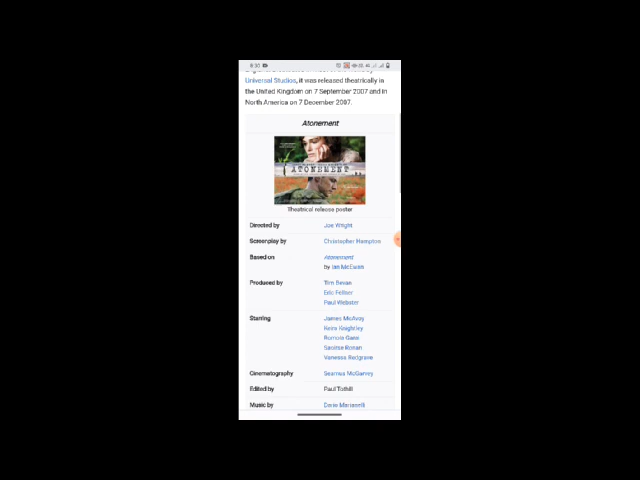 Universal Studios, it was released theatrically in
the United Kingdom on 7 September 2007 and in
North America on 7 December 2007.
Atonement
ATONEMENT
Theatrical release poster
Directed by Joe Wright
Screenplay by Christopher Hampton
Based on Atonement
by Ian McEwan
Produced by Tim Bevan
Eric Fellner
Paul Webster
Starring James McAvoy
Keira Knightley
Romola Garai
Saoirse Ronan
Vanessa Redgrave
Cinematography Seamus McGarvey
Edited by Paul Tothill
Music by Dario Marianelli